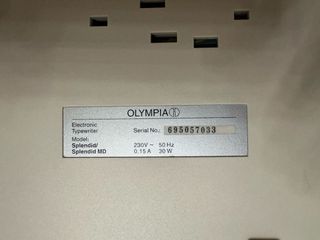 OLYMPIA
Electronic
Typewriter Serial No.: 695057033
Model:
Splendid/ 230V ~ 50 Hz
Splendid MD 0.15 A 30 W